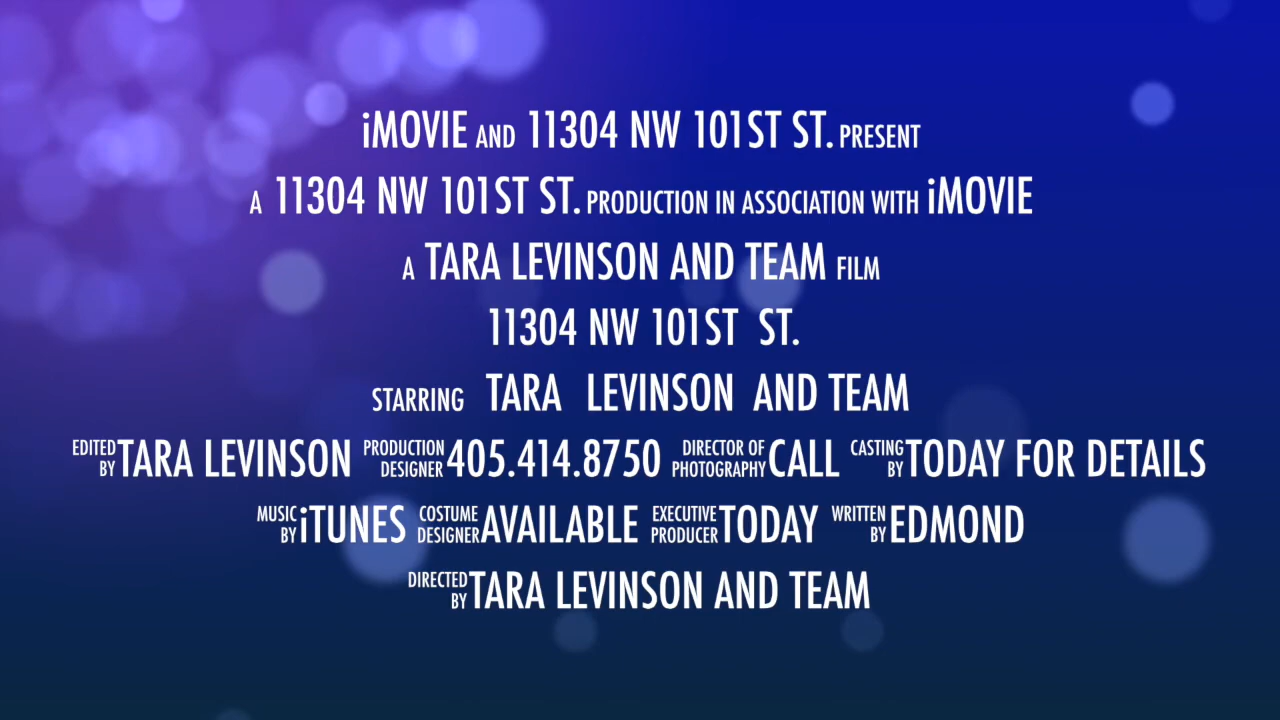 iMOVIE AND 11304 NW 101ST ST. PRESENT
A 11304 NW 101ST ST. PRODUCTION IN ASSOCIATION WITH iMOVIE
A TARA LEVINSON AND TEAM FILM
11304 NW 101ST ST.
STARRING TARA LEVINSON AND TEAM
EDITED BY TARA LEVINSON PRODUCTION DESIGNER 405.414.8750 DIRECTOR OF PHOTOGRAPHY CALL CASTING BY TODAY FOR DETAILS
MUSIC BY iTUNES COSTUME DESIGNER AVAILABLE EXECUTIVE PRODUCER TODAY WRITTEN BY EDMOND
DIRECTED BY TARA LEVINSON AND TEAM